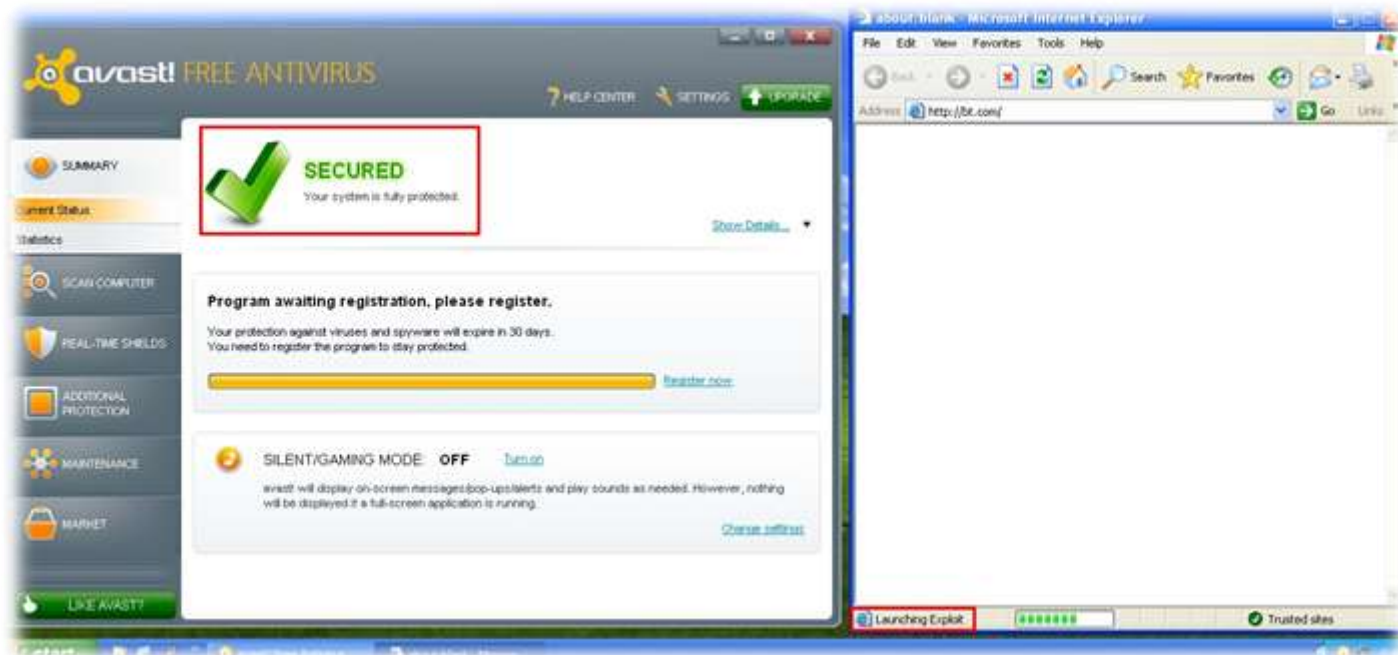 avast! FREE ANTIVIRUS
HELP CENTER
SETTINGS
UPGRADE
SUMMARY
Current Status
Statistics
SCAN COMPUTER
REAL-TIME SHIELDS
ADDITIONAL
PROTECTION
MAINTENANCE
MARKET
LIKE AVAST?
SECURED
Your system is fully protected.
Show Details...
Program awaiting registration, please register.
Your protection against viruses and spyware will expire in 30 days.
You need to register the program to stay protected.
Register now
SILENT/GAMING MODE: OFF Turn on
avast! will display on-screen messages/pop-ups/alerts and play sounds as needed. However, nothing
will be displayed if a full-screen application is running.
Change settings
about:blank - Microsoft Internet Explorer
File Edit View Favorites Tools Help
Back Search Favorites
Address http://bt.com/ Go Links
Launching Exploit Trusted sites
start